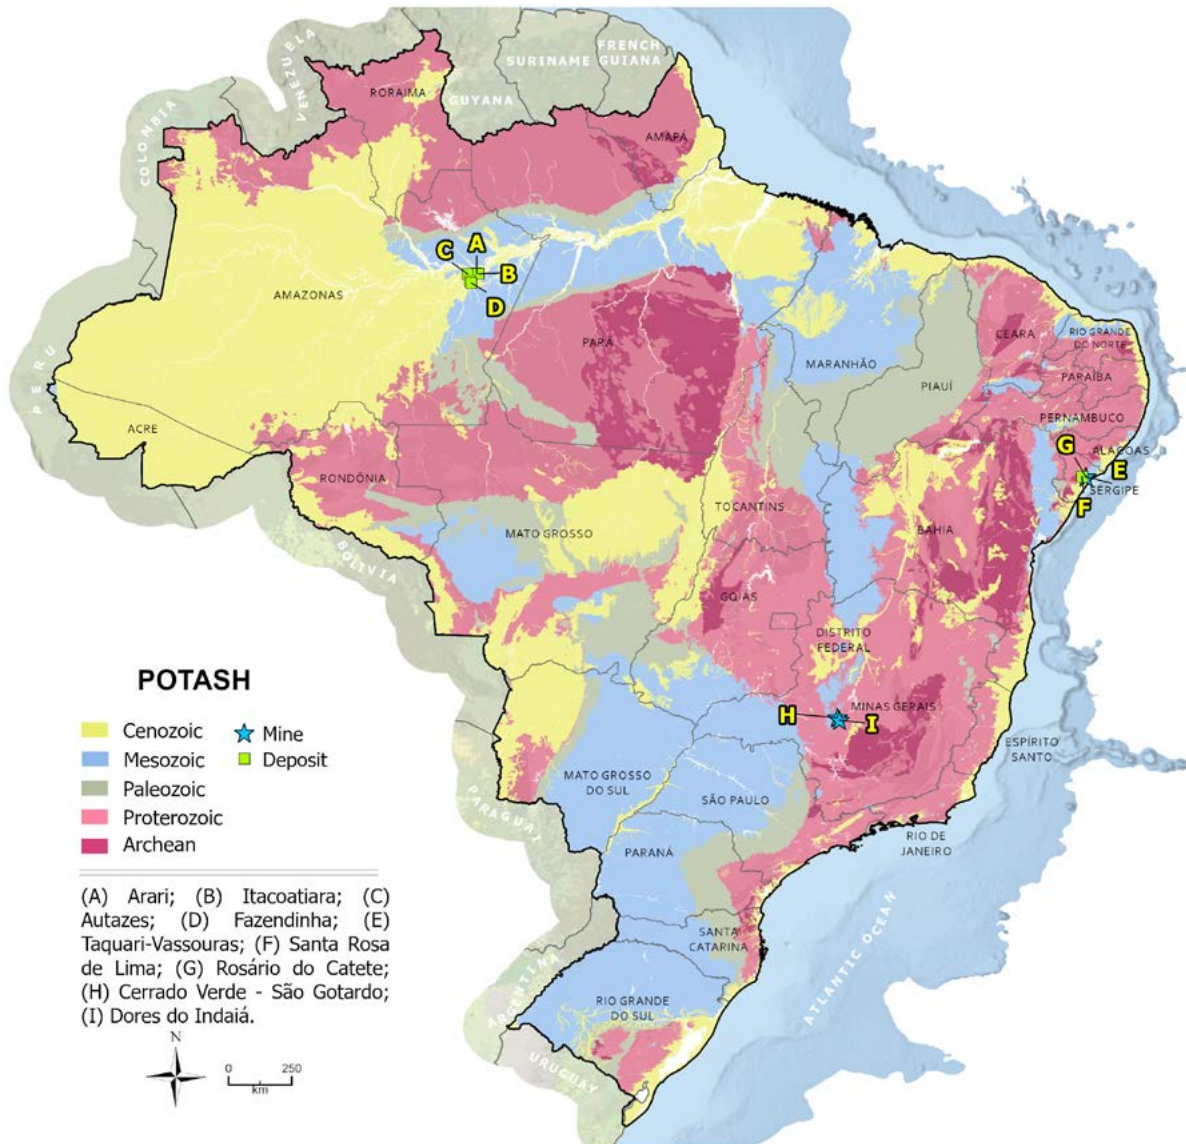 VENEZUELA
SURINAME
FRENCH
GUIANA
COLOMBIA
RORAIMA
GUYANA
AMAPÁ
A
C
B
D
AMAZONAS
PARÁ
CEARÁ
RIO GRANDE
DO NORTE
MARANHÃO
PARAÍBA
PIAUÍ
PERU
PERNAMBUCO
ACRE
G
ALAGOAS
E
RONDÔNIA
SERGIPE
TOCANTINS
F
MATO GROSSO
BAHIA
BOLIVIA
GOIÁS
DISTRITO
FEDERAL
POTASH
H
MINAS GERAIS
I
Cenozoic
Mine
Mesozoic
Deposit
ESPÍRITO
SANTO
Paleozoic
MATO GROSSO
DO SUL
SÃO PAULO
Proterozoic
PARAGUAI
Archean
RIO DE
JANEIRO
PARANÁ
(A) Arari; (B) Itacoatiara; (C)
Autazes; (D) Fazendinha; (E)
Taquari-Vassouras; (F) Santa Rosa
de Lima; (G) Rosário do Catete;
(H) Cerrado Verde - São Gotardo;
(I) Dores do Indaiá.
SANTA
CATARINA
ATLANTIC OCEAN
ARGENTINA
RIO GRANDE
DO SUL
N
0 250
km
URUGUAY